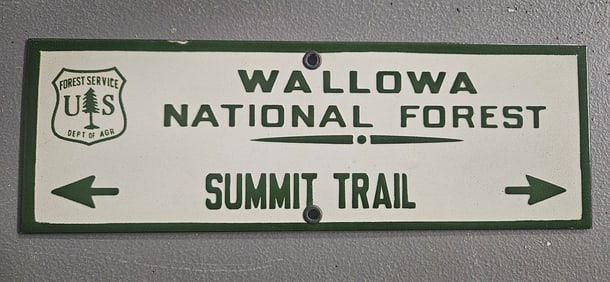 FOREST SERVICE
U S
DEPT OF AGR
WALLOWA
NATIONAL FOREST
SUMMIT TRAIL